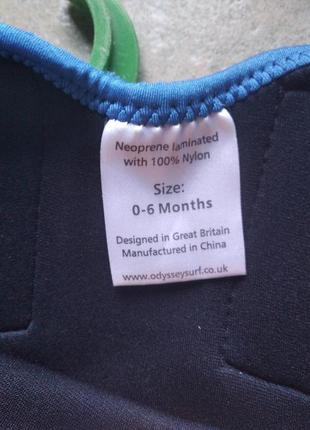 Neoprene laminated
with 100% Nylon
Size:
0-6 Months
Designed in Great Britain
Manufactured in China
www.odysseysurf.co.uk